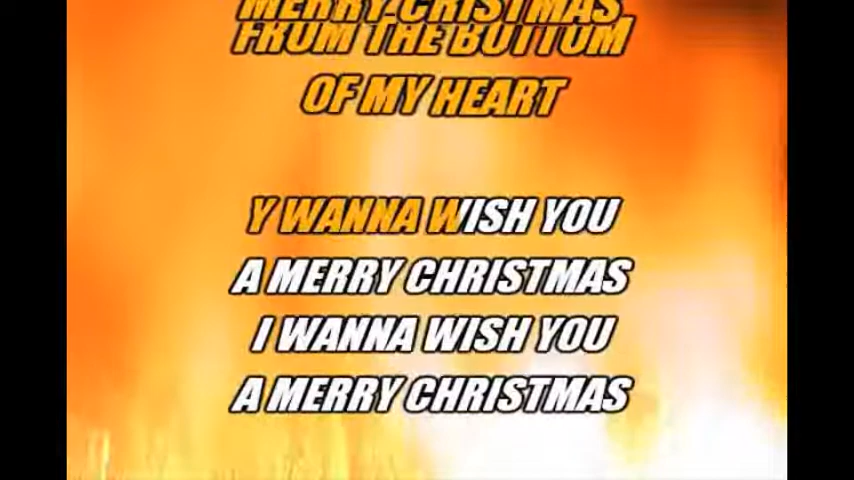 MERRY CRISTMAS
FROM THE BOTTOM
OF MY HEART
Y WANNA WISH YOU
A MERRY CHRISTMAS
I WANNA WISH YOU
A MERRY CHRISTMAS